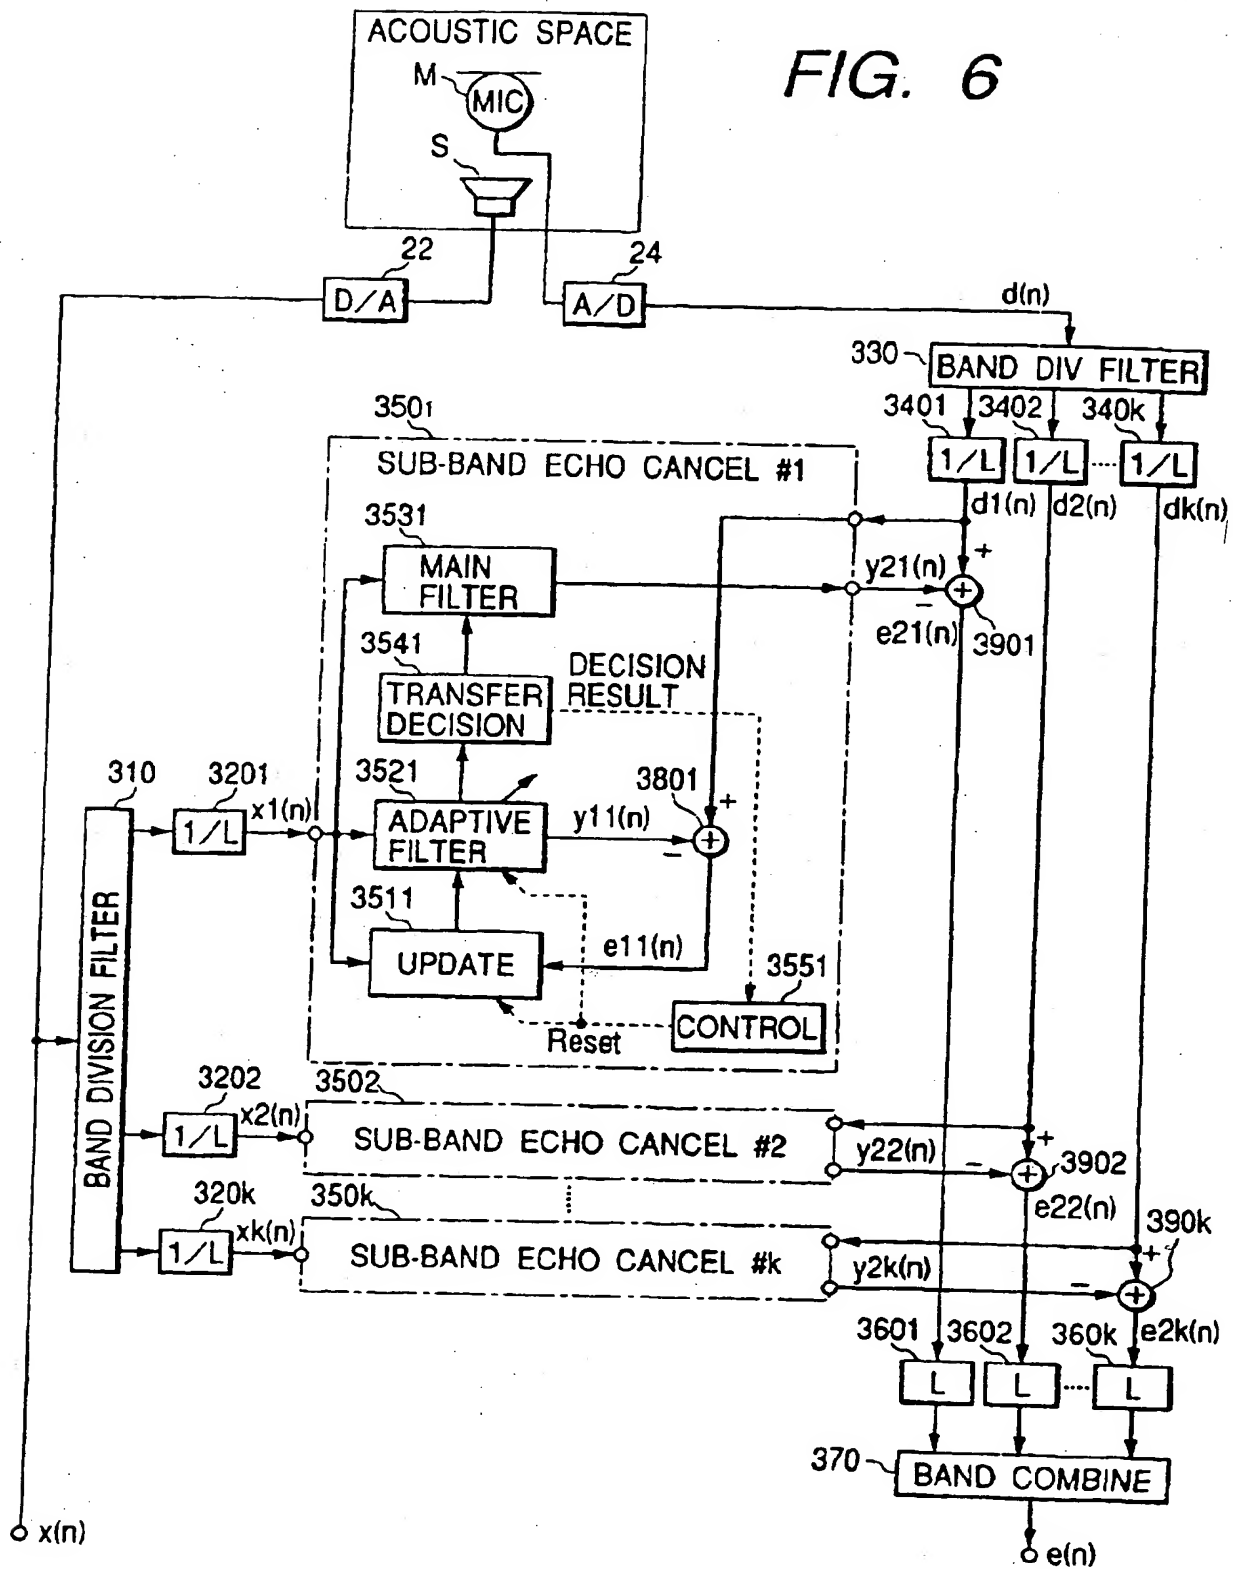 FIG. 6
ACOUSTIC SPACE
M
MIC
S
22
D/A
24
A/D
d(n)
330
BAND DIV FILTER
3401
3402
340k
1/L
1/L
.....
1/L
d1(n)
d2(n)
dk(n)
3501
SUB-BAND ECHO CANCEL #1
3531
MAIN
FILTER
y21(n)
+
−
+
e21(n)
3901
3541
TRANSFER
DECISION
DECISION
RESULT
310
3201
x1(n)
1/L
3521
ADAPTIVE
FILTER
y11(n)
3801
+
−
+
3511
UPDATE
e11(n)
3551
CONTROL
Reset
BAND DIVISION FILTER
3202
x2(n)
1/L
3502
SUB-BAND ECHO CANCEL #2
y22(n)
+
−
+
3902
e22(n)
320k
xk(n)
1/L
350k
SUB-BAND ECHO CANCEL #k
y2k(n)
+
−
+
390k
e2k(n)
3601
3602
360k
L
L
.....
L
370
BAND COMBINE
x(n)
e(n)